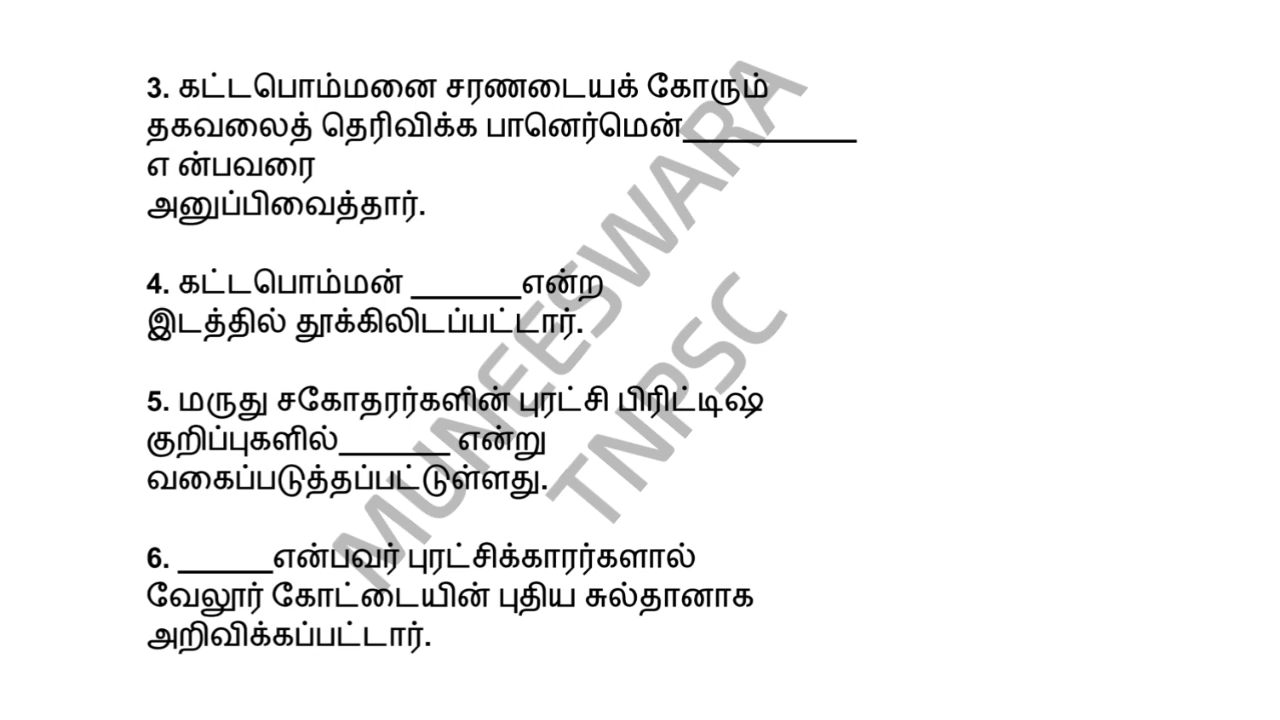 3. கட்டபொம்மனை சரணடையக் கோரும்
தகவலைத் தெரிவிக்க பானெர்மென்___________
எ ன்பவரை
அனுப்பிவைத்தார்.
4. கட்டபொம்மன் _______என்ற
இடத்தில் தூக்கிலிடப்பட்டார்.
5. மருது சகோதரர்களின் புரட்சி பிரிட்டிஷ்
குறிப்புகளில்_______ என்று
வகைப்படுத்தப்பட்டுள்ளது.
6. ______என்பவர் புரட்சிக்காரர்களால்
வேலூர் கோட்டையின் புதிய சுல்தானாக
அறிவிக்கப்பட்டார்.
MUNEESWARA
TNPSC